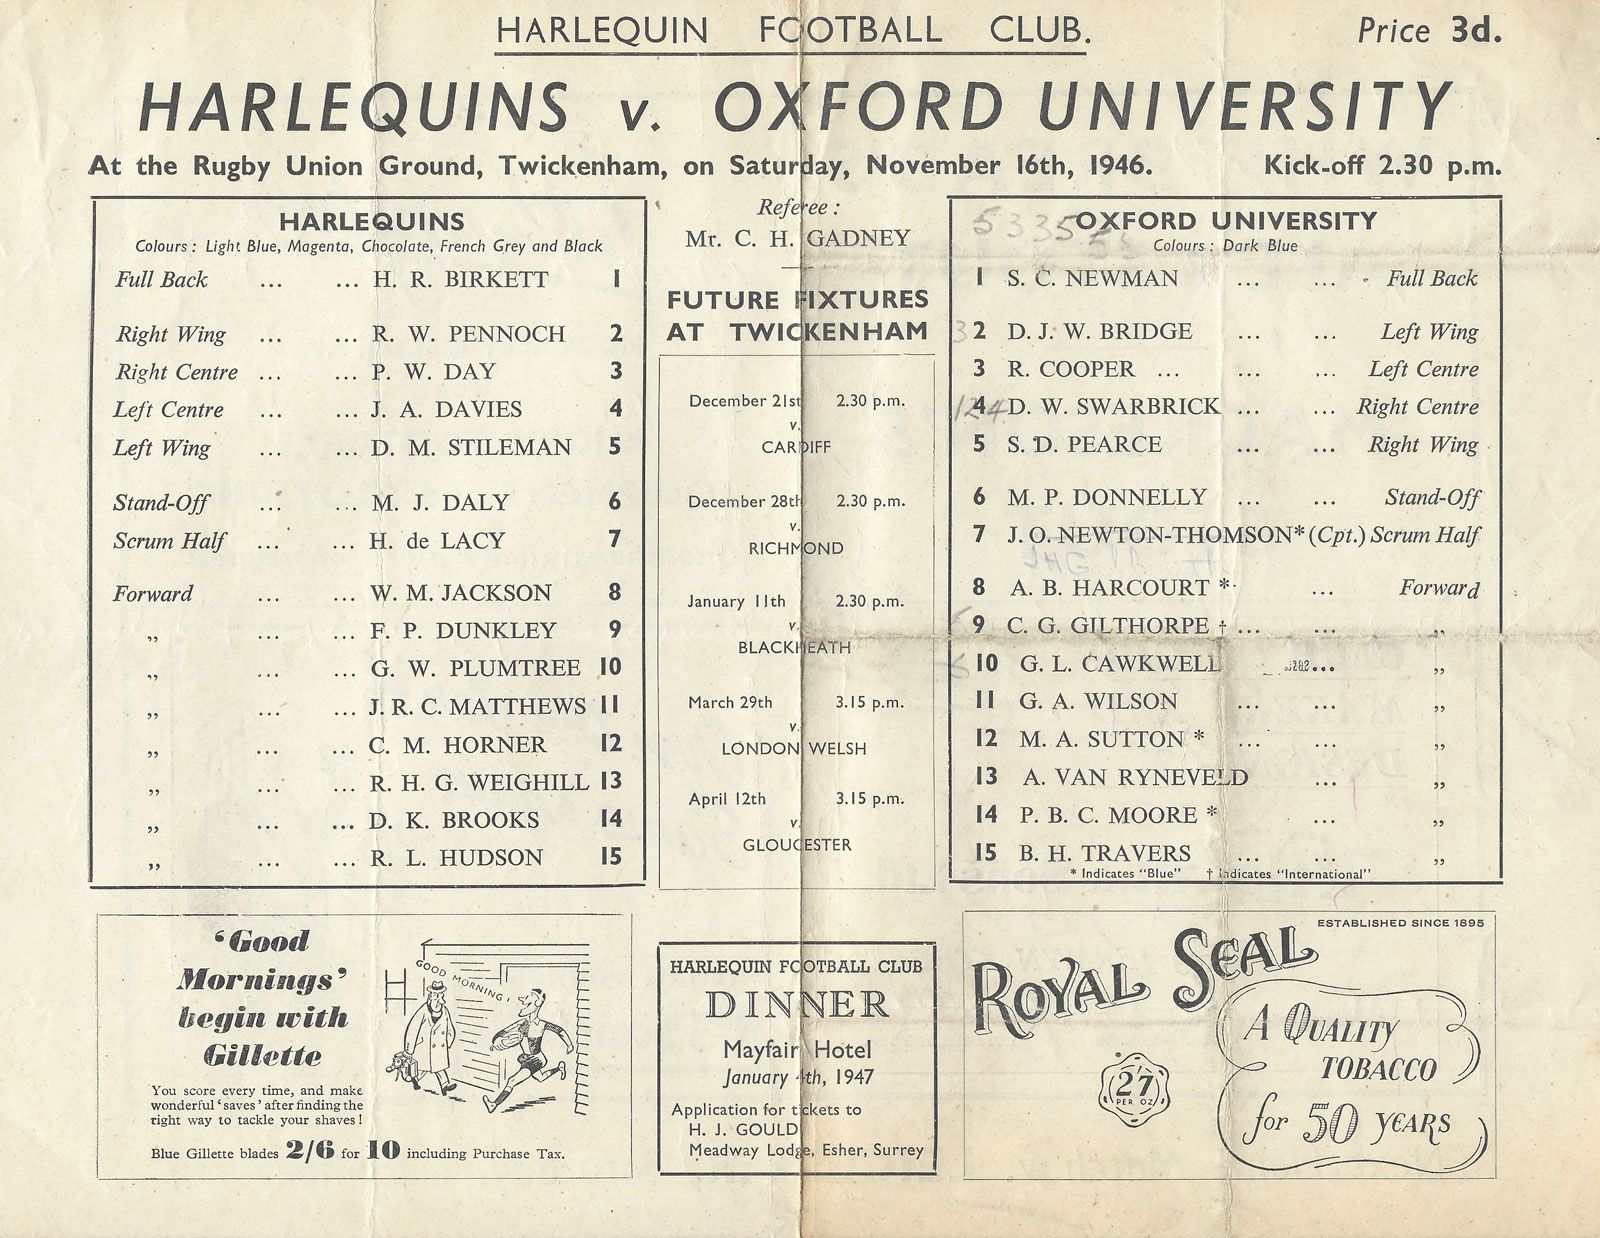 HARLEQUIN FOOTBALL CLUB.
Price 3d.
HARLEQUINS v. OXFORD UNIVERSITY
At the Rugby Union Ground, Twickenham, on Saturday, November 16th, 1946. Kick-off 2.30 p.m.
HARLEQUINS
Colours : Light Blue, Magenta, Chocolate, French Grey and Black
Full Back ... ... H. R. BIRKETT 1
Right Wing ... ... R. W. PENNOCH 2
Right Centre ... ... P. W. DAY 3
Left Centre ... ... J. A. DAVIES 4
Left Wing ... ... D. M. STILEMAN 5
Stand-Off ... ... M. J. DALY 6
Scrum Half ... ... H. de LACY 7
Forward ... ... W. M. JACKSON 8
„ ... ... F. P. DUNKLEY 9
„ ... ... G. W. PLUMTREE 10
„ ... ... J. R. C. MATTHEWS 11
„ ... ... C. M. HORNER 12
„ ... ... R. H. G. WEIGHILL 13
„ ... ... D. K. BROOKS 14
„ ... ... R. L. HUDSON 15
Referee :
Mr. C. H. GADNEY
FUTURE FIXTURES
AT TWICKENHAM
December 21st 2.30 p.m.
v.
CARDIFF
December 28th 2.30 p.m.
v.
RICHMOND
January 11th 2.30 p.m.
v.
BLACKHEATH
March 29th 3.15 p.m.
v.
LONDON WELSH
April 12th 3.15 p.m.
v.
GLOUCESTER
5335
OXFORD UNIVERSITY
Colours : Dark Blue
1 S. C. NEWMAN ... ... Full Back
2 D. J. W. BRIDGE ... ... Left Wing
3 R. COOPER ... ... ... Left Centre
124.
4 D. W. SWARBRICK ... ... Right Centre
5 S. D. PEARCE ... ... Right Wing
6 M. P. DONNELLY ... ... Stand-Off
7 J. O. NEWTON-THOMSON* (Cpt.) Scrum Half
8 A. B. HARCOURT * ... Forward
9 C. G. GILTHORPE † ... ... „
10 G. L. CAWKWELL ... „
11 G. A. WILSON ... ... „
12 M. A. SUTTON * ... ... „
13 A. VAN RYNEVELD ... „
14 P. B. C. MOORE * ... „
15 B. H. TRAVERS ... ... „
* Indicates "Blue" † Indicates "International"
‘Good
Mornings’
begin with
Gillette
You score every time, and make
wonderful ‘saves’ after finding the
right way to tackle your shaves!
Blue Gillette blades 2/6 for 10 including Purchase Tax.
GOOD MORNING!
HARLEQUIN FOOTBALL CLUB
DINNER
Mayfair Hotel
January 4th, 1947
Application for tickets to
H. J. GOULD
Meadway Lodge, Esher, Surrey
ESTABLISHED SINCE 1895
ROYAL SEAL
27
PER OZ
A QUALITY
TOBACCO
for 50 YEARS